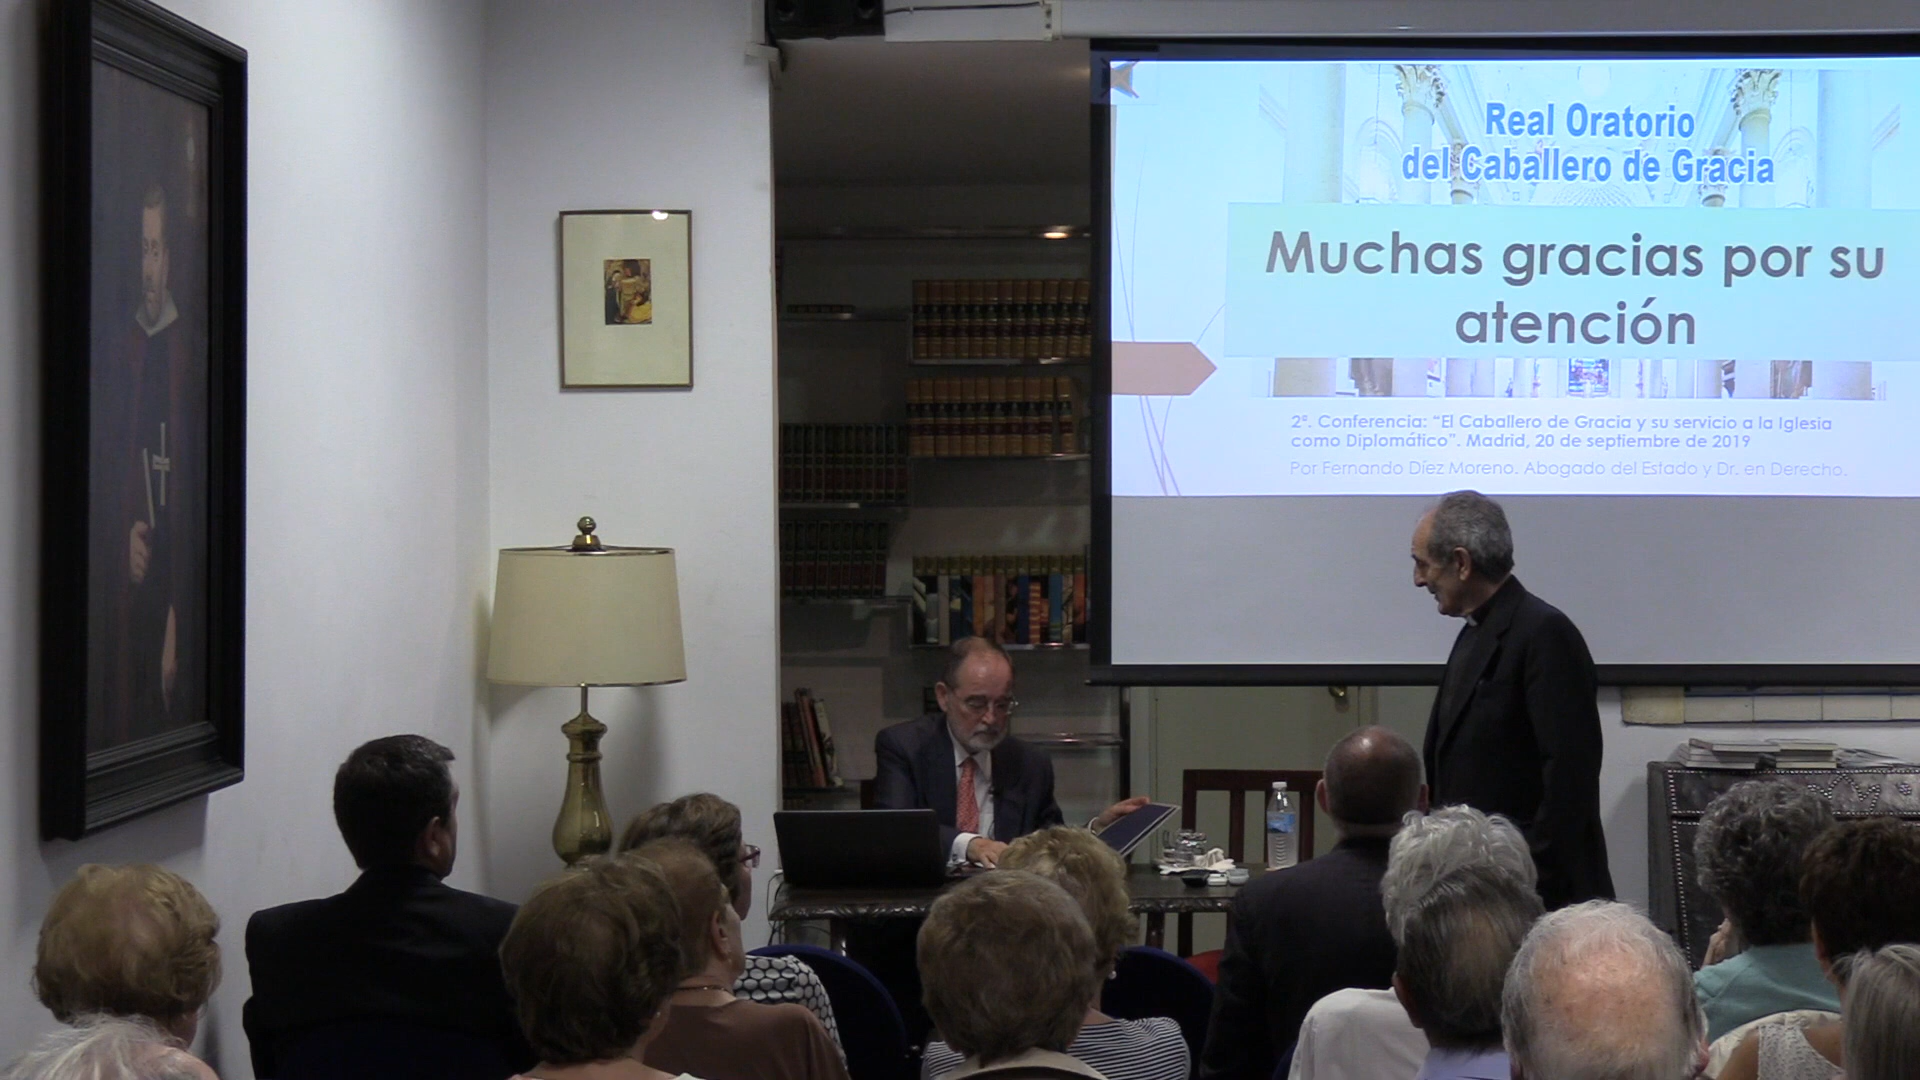 Real Oratorio
del Caballero de Gracia
Muchas gracias por su
atención
2ª. Conferencia: “El Caballero de Gracia y su servicio a la Iglesia
como Diplomático”. Madrid, 20 de septiembre de 2019
Por Fernando Díez Moreno. Abogado del Estado y Dr. en Derecho.